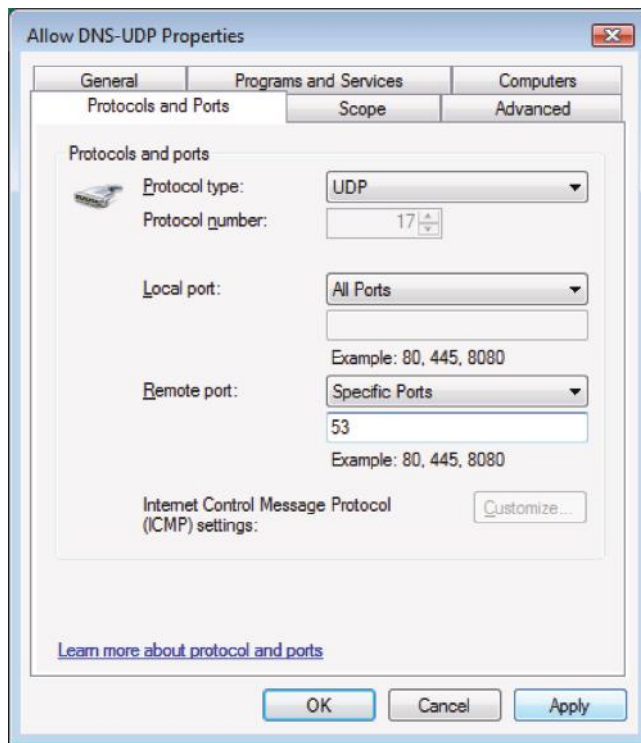 Allow DNS-UDP Properties
General Programs and Services Computers
Protocols and Ports Scope Advanced
Protocols and ports
Protocol type: UDP
Protocol number: 17
Local port: All Ports
Example: 80, 445, 8080
Remote port: Specific Ports
53
Example: 80, 445, 8080
Internet Control Message Protocol
(ICMP) settings: Customize...
Learn more about protocol and ports
OK Cancel Apply